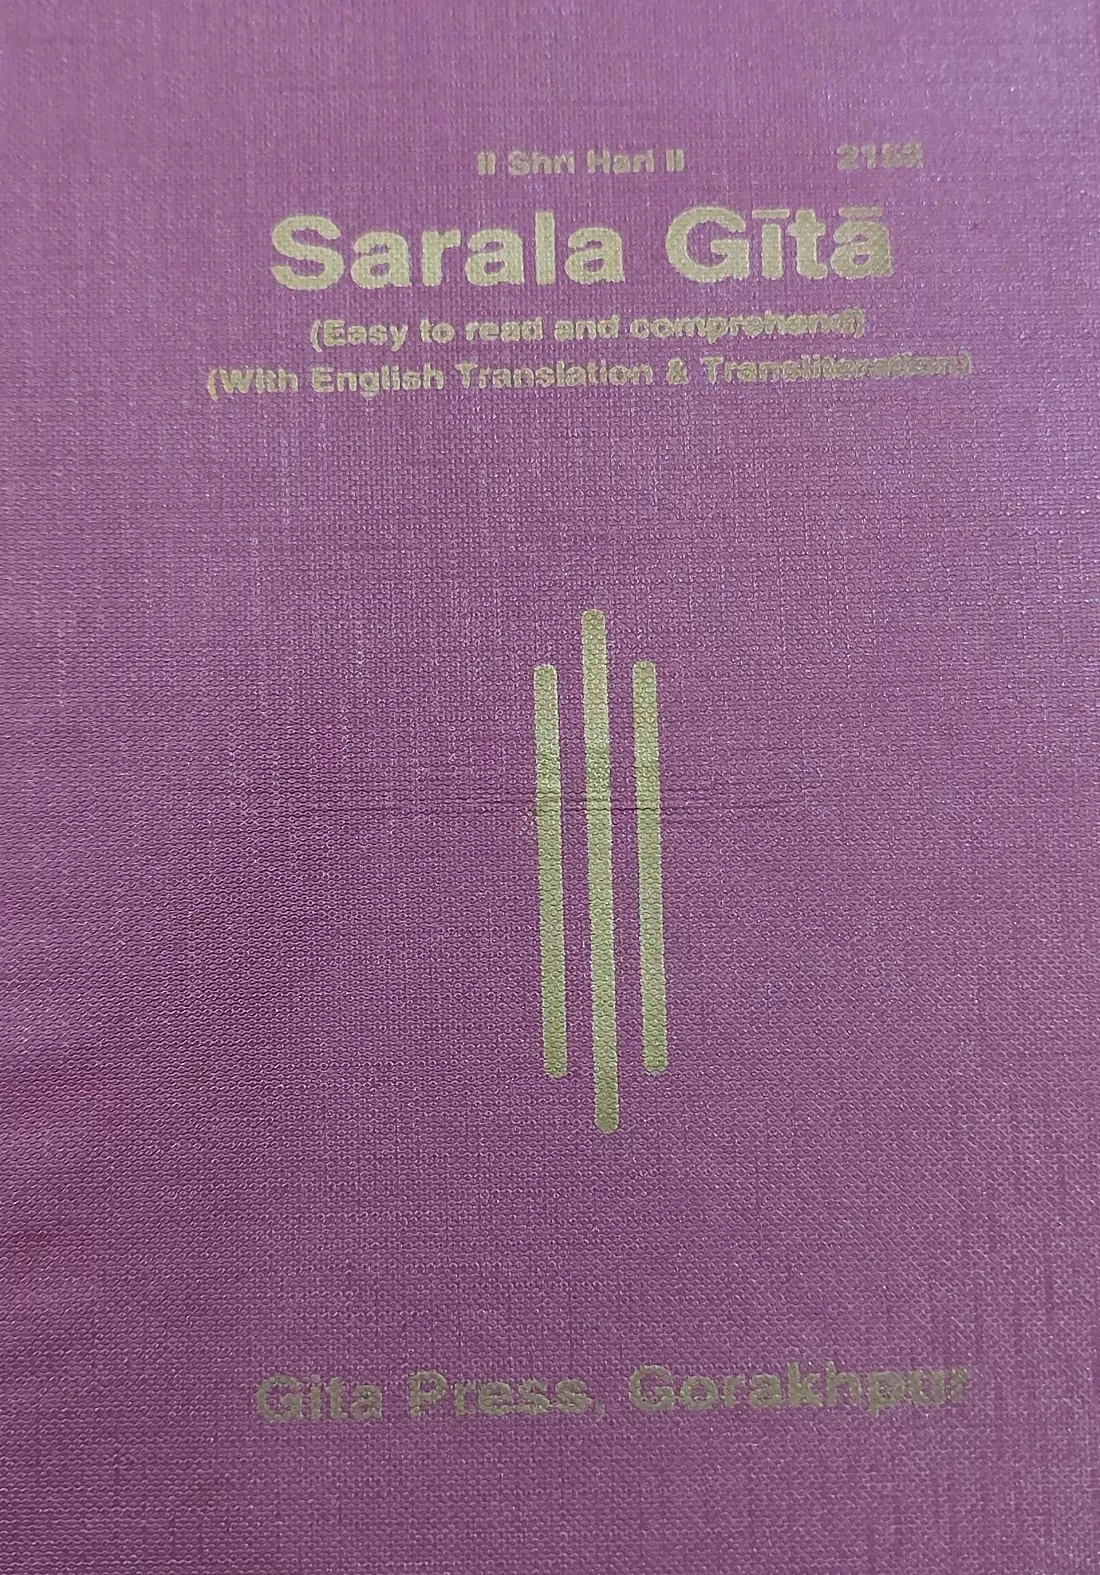 ॥ Shri Hari ॥
Sarala Gītā
(Easy to read and comprehend)
(With English Translation & Transliteration)
Gita Press, Gorakhpur